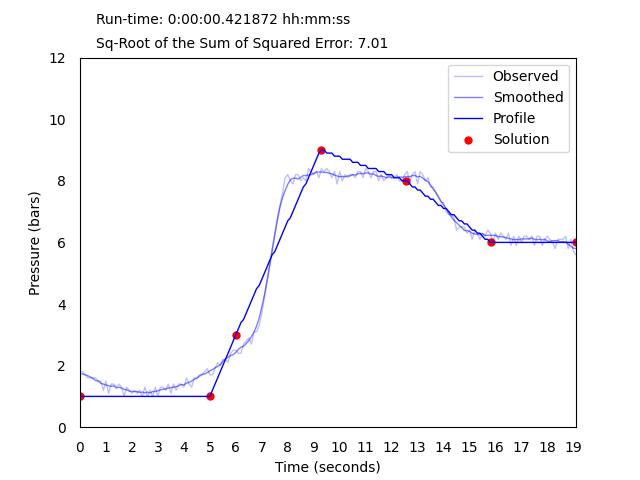 Run-time: 0:00:00.421872 hh:mm:ss
Sq-Root of the Sum of Squared Error: 7.01
12
10
8
6
4
2
0
Pressure (bars)
Observed
Smoothed
Profile
Solution
0 1 2 3 4 5 6 7 8 9 10 11 12 13 14 15 16 17 18 19
Time (seconds)